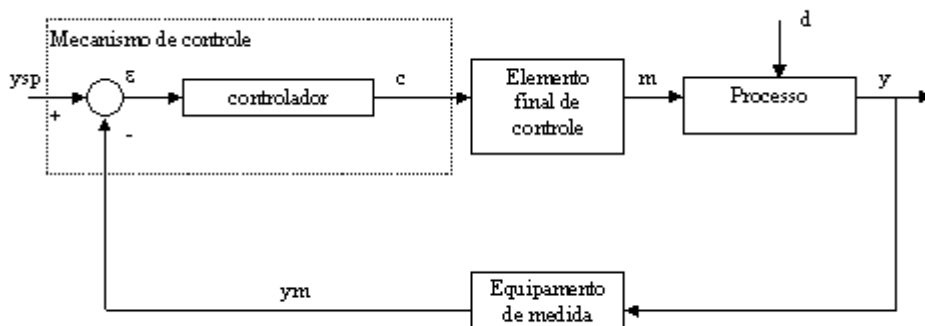 Mecanismo de controle
d
ysp
ε
c
m
y
+
-
controlador
Elemento
final de
controle
Processo
ym
Equipamento
de medida